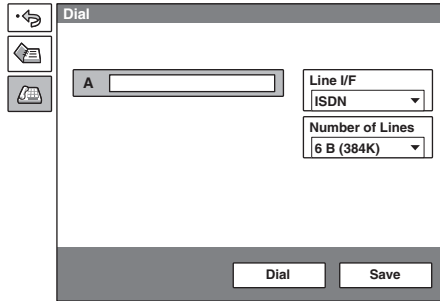 Dial
A
Line I/F
ISDN
Number of Lines
6 B (384K)
Dial
Save